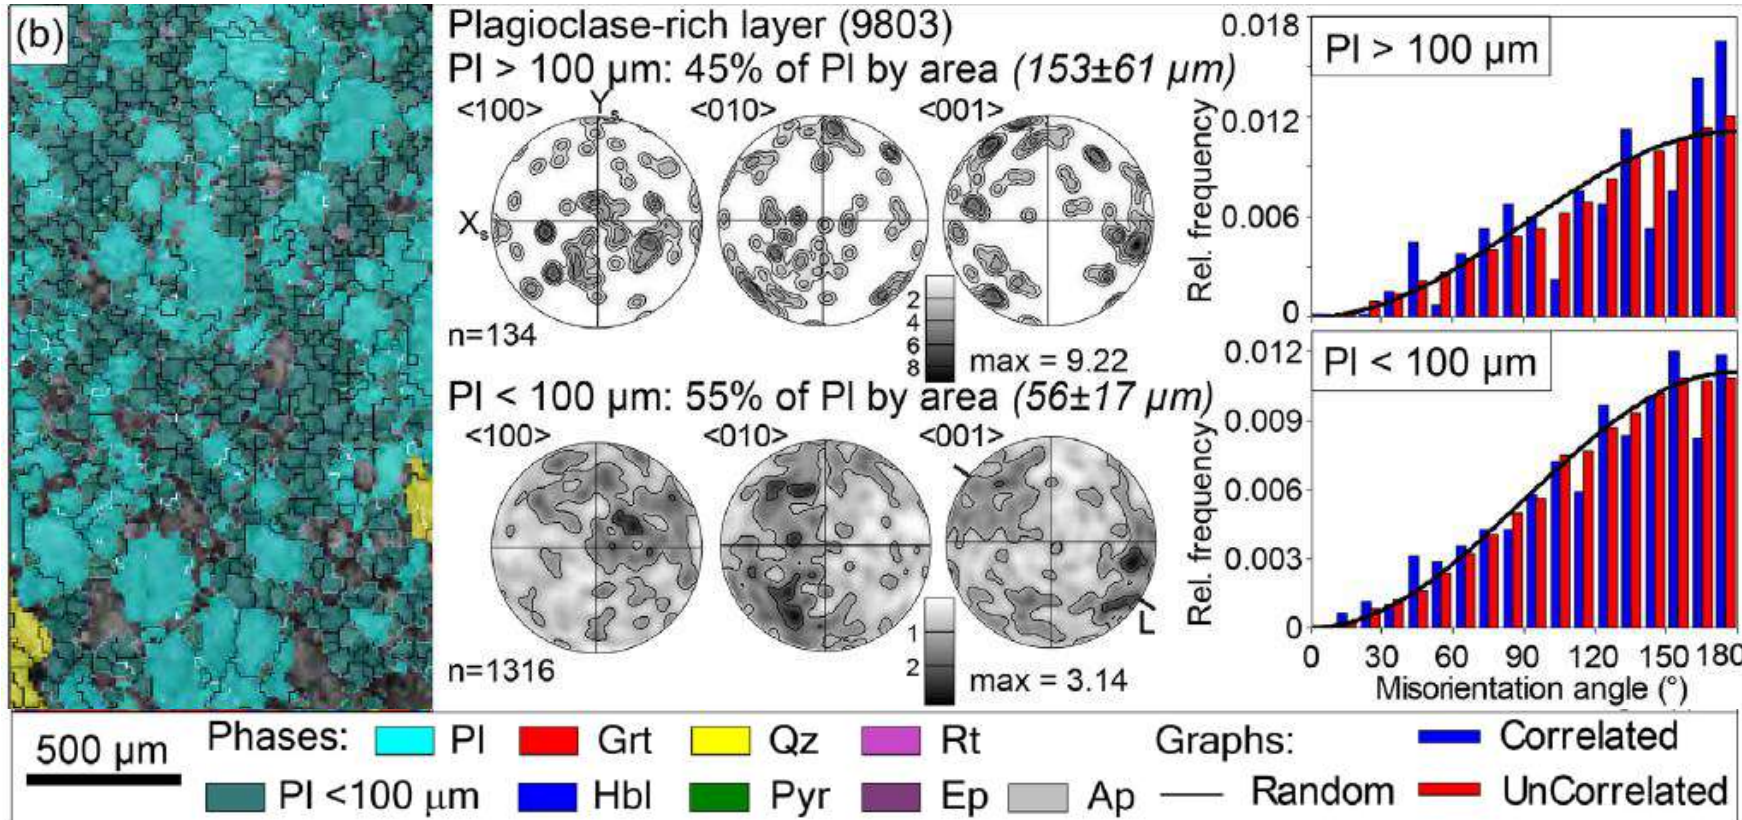 (b)
Plagioclase-rich layer (9803)
Pl > 100 µm: 45% of Pl by area (153±61 µm)
<100> <010> <001>
Ys
Xs
n=134
2
4
6
8
max = 9.22
Pl < 100 µm: 55% of Pl by area (56±17 µm)
<100> <010> <001>
L
n=1316
1
2
max = 3.14
Pl > 100 µm
Rel. frequency
0.018
0.012
0.006
0
Pl < 100 µm
Rel. frequency
0.012
0.009
0.006
0.003
0
0 30 60 90 120 150 180
Misorientation angle (°)
500 µm
Phases: Pl Grt Qz Rt
Pl <100 µm Hbl Pyr Ep Ap
Graphs: Correlated
Random UnCorrelated